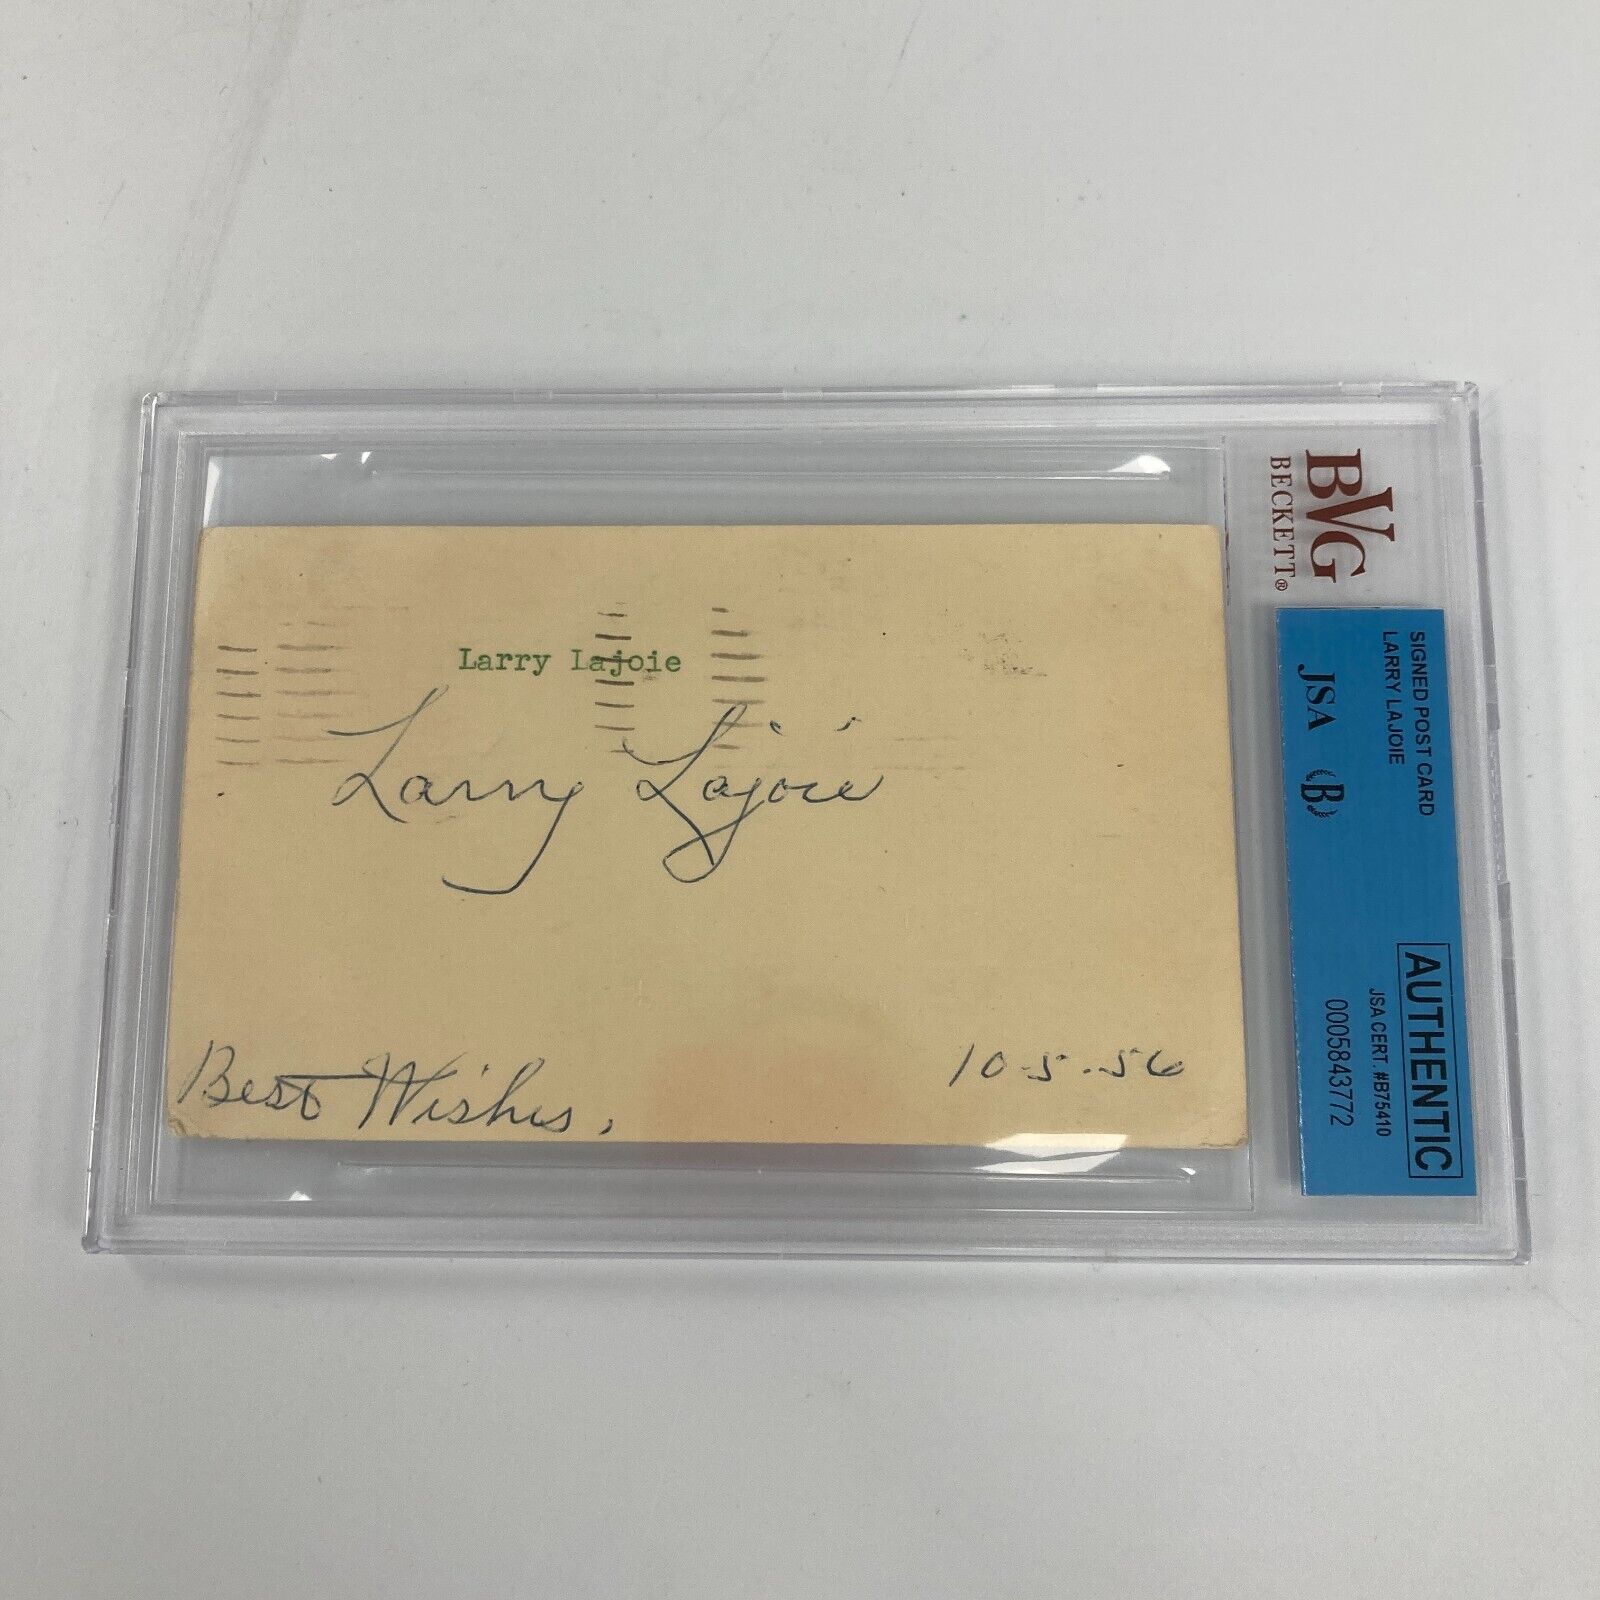 Larry Lajoie
Larry Lajoie
Best Wishes,
10-5-56
BVG
BECKETT®
SIGNED POST CARD
LARRY LAJOIE
JSA (B)
AUTHENTIC
JSA CERT. #B75410
0005843772